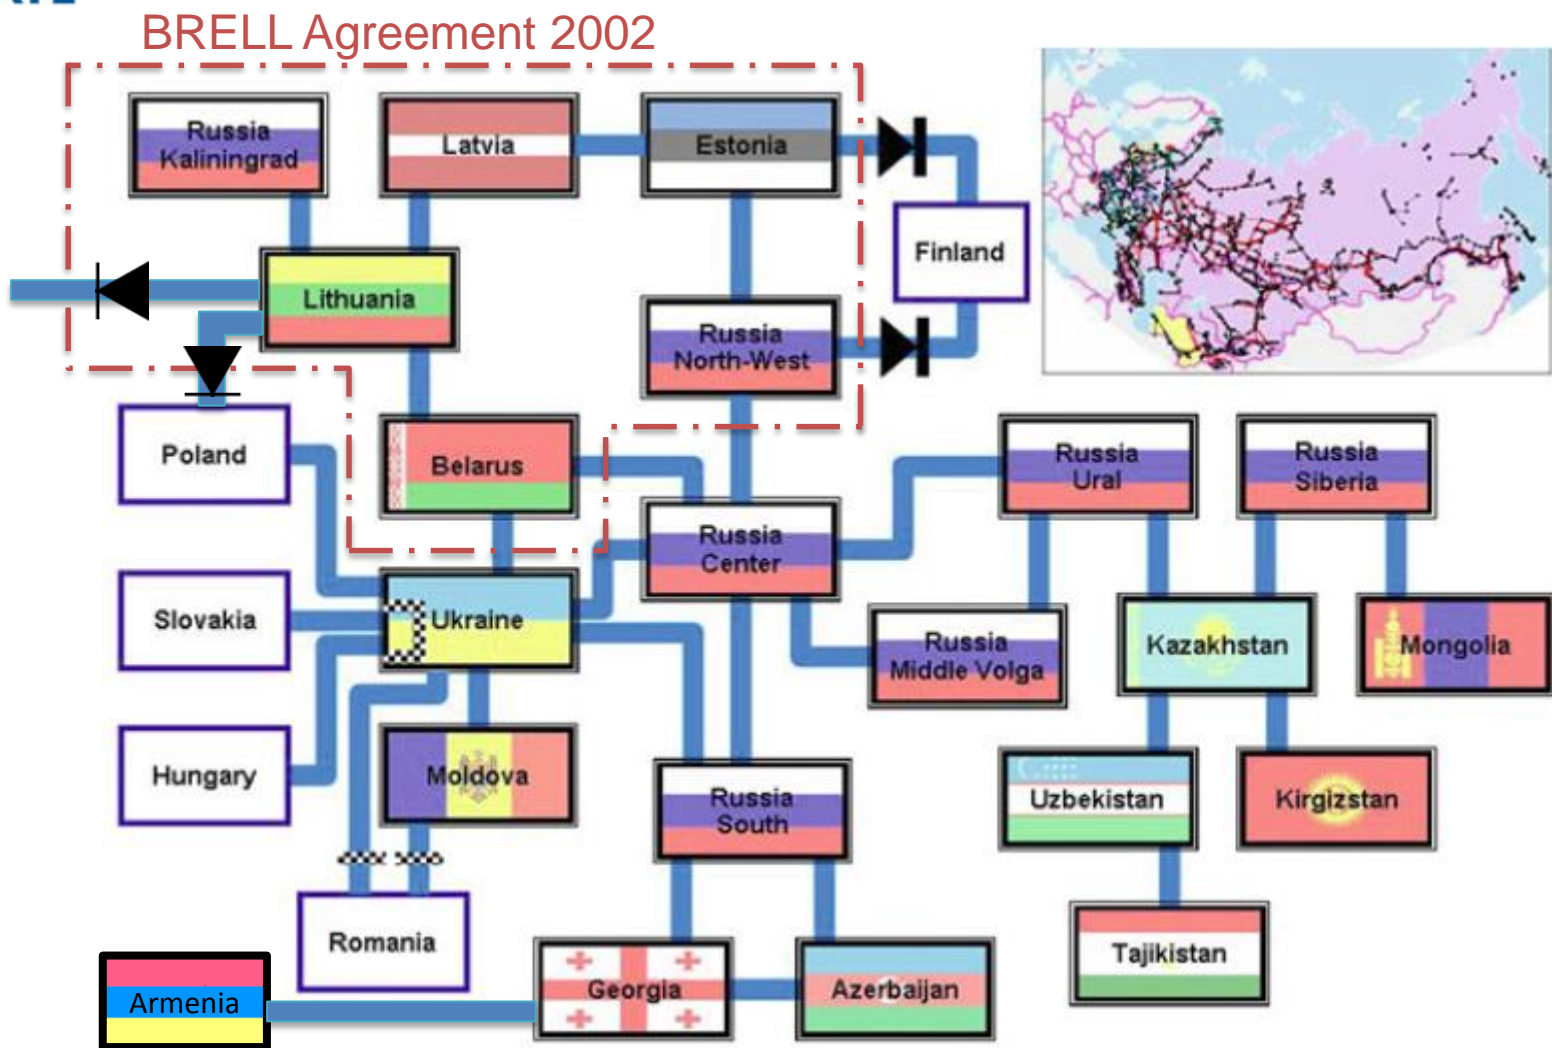 BRELL Agreement 2002
Russia
Kaliningrad
Latvia
Estonia
Finland
Lithuania
Russia
North-West
Poland
Belarus
Russia
Ural
Russia
Siberia
Russia
Center
Slovakia
Ukraine
Russia
Middle Volga
Kazakhstan
Mongolia
Hungary
Moldova
Russia
South
Uzbekistan
Kirgizstan
Romania
Armenia
Georgia
Azerbaijan
Tajikistan